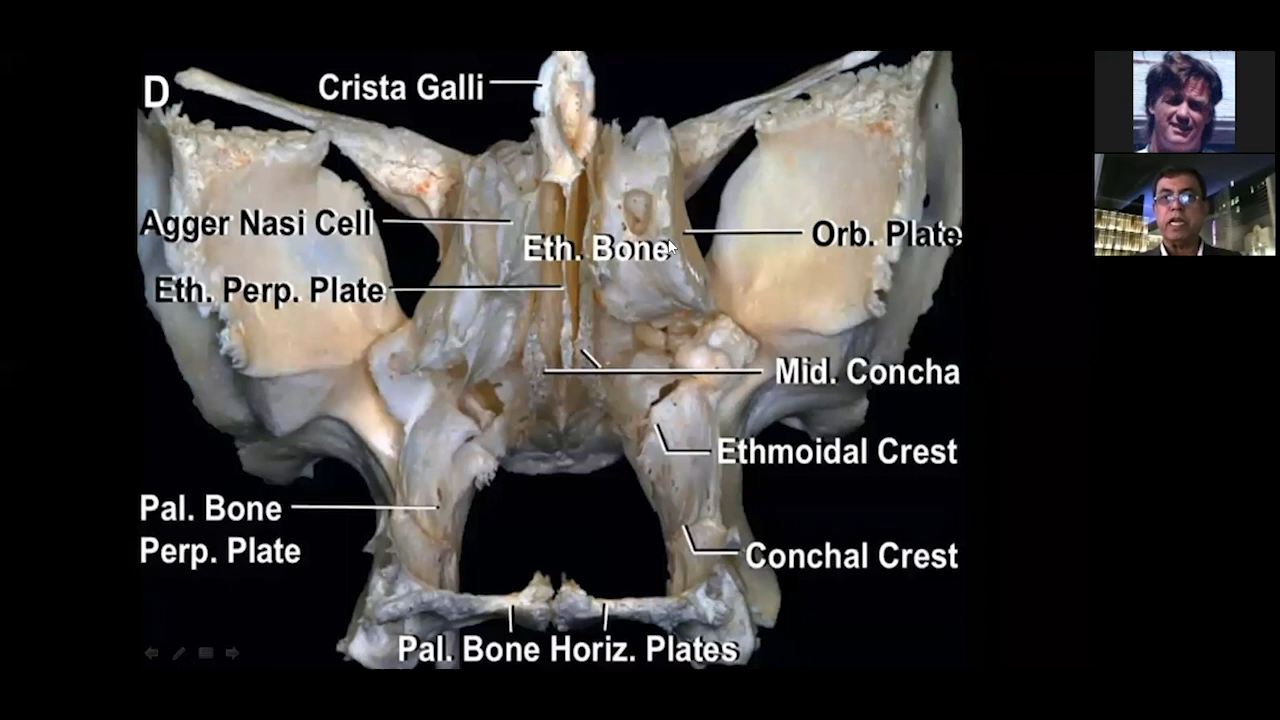 D
Crista Galli
Agger Nasi Cell
Orb. Plate
Eth. Bone
Eth. Perp. Plate
Mid. Concha
Ethmoidal Crest
Pal. Bone
Perp. Plate
Conchal Crest
Pal. Bone Horiz. Plates